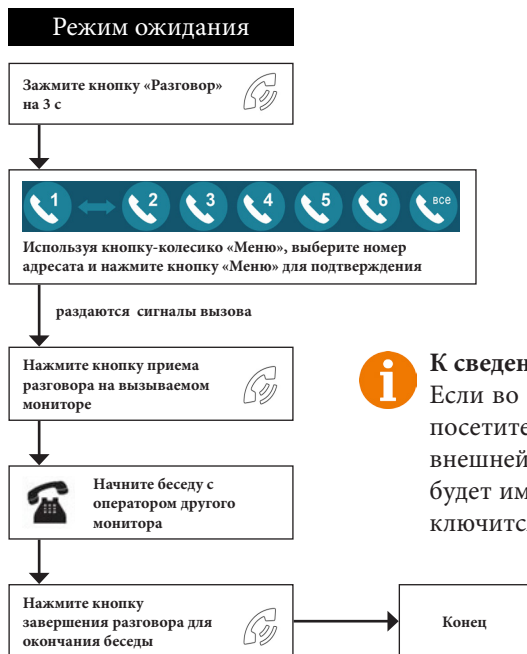 Режим ожидания
Зажмите кнопку «Разговор»
на 3 с
1 2 3 4 5 6 все
Используя кнопку-колесико «Меню», выберите номер
адресата и нажмите кнопку «Меню» для подтверждения
раздаются сигналы вызова
Нажмите кнопку приема
разговора на вызываемом
мониторе
i
К сведен
Если во
посетите
внешней
будет им
ключится
Начните беседу с
оператором другого
монитора
Нажмите кнопку
завершения разговора для
окончания беседы
Конец